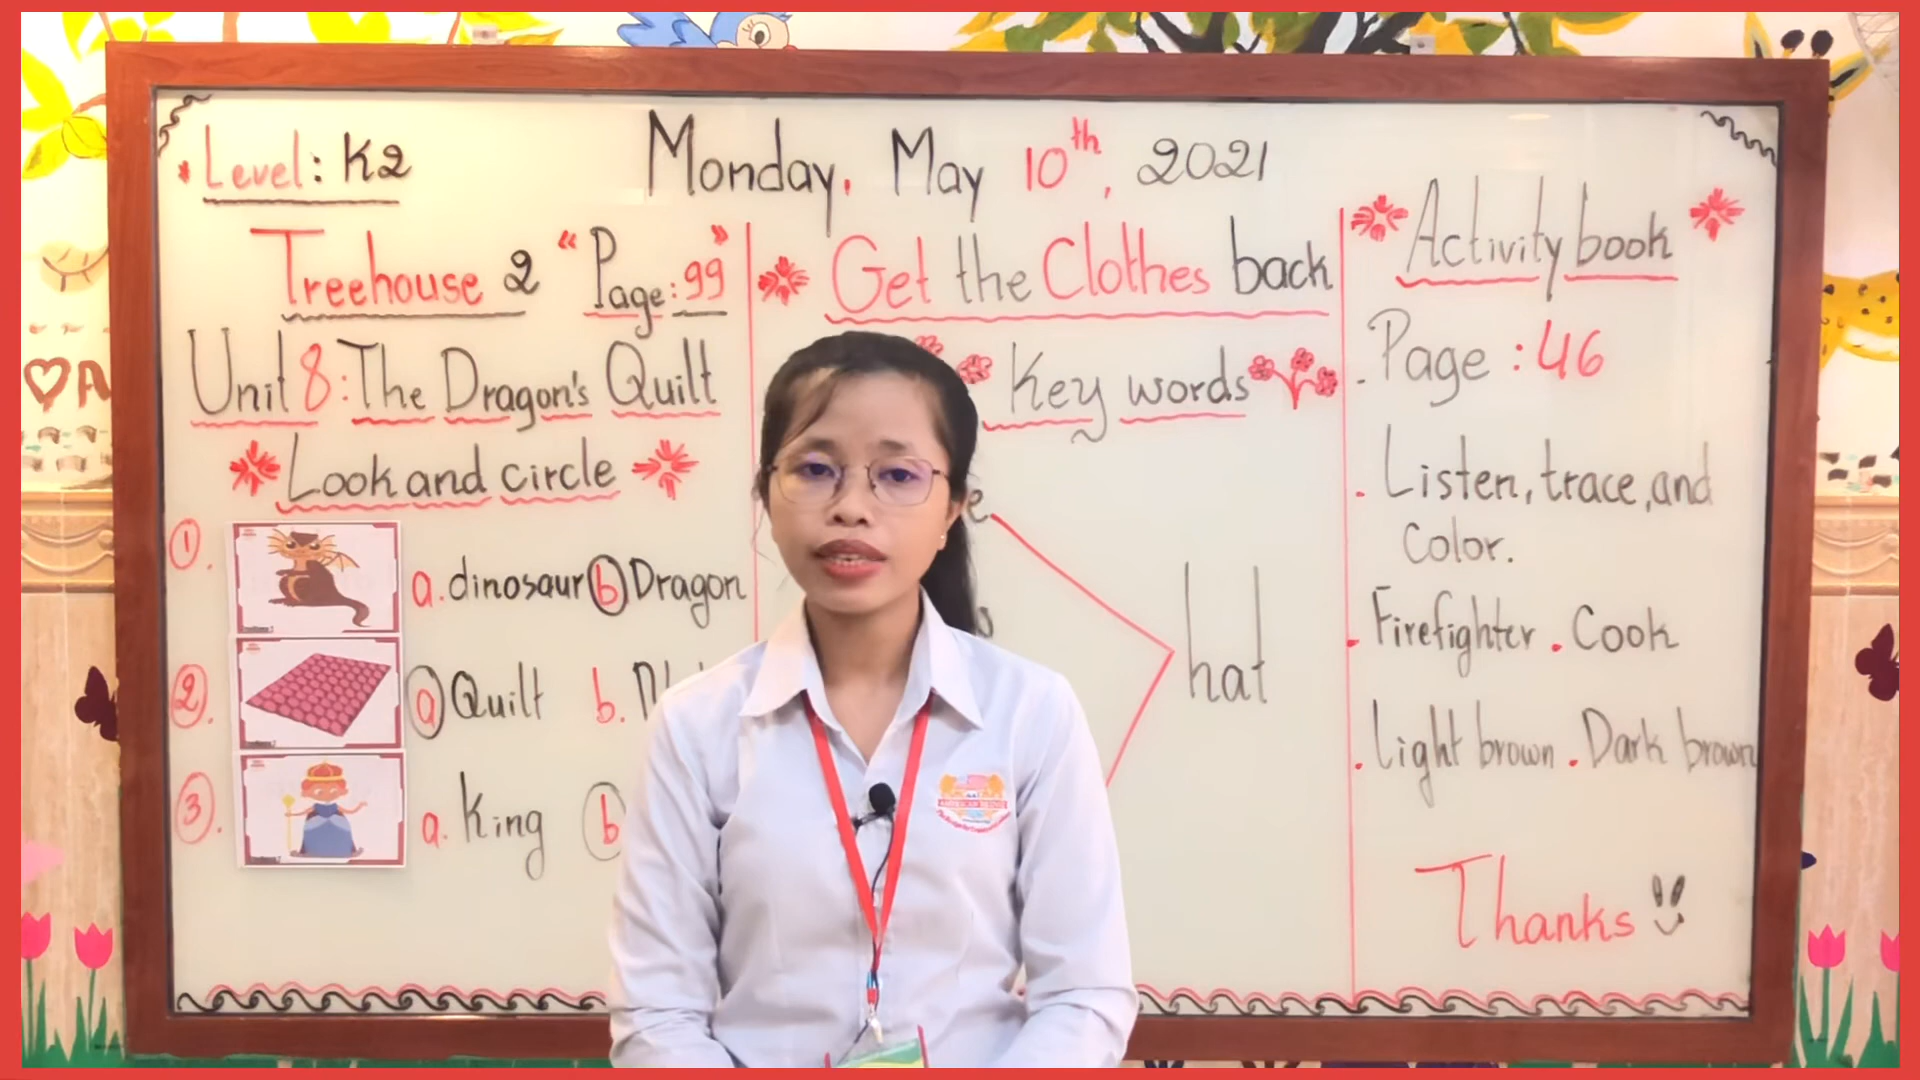 Level: K2
Monday, May 10th, 2021
Treehouse 2 "Page: 99"
Unit 8: The Dragon's Quilt
Look and circle
1. a. dinosaur b Dragon
2. a Quilt b.
3. a. King b
Get the Clothes back
Key words
hat
Activity book
Page: 46
Listen, trace, and
Color.
Firefighter. Cook
Light brown. Dark brown
Thanks